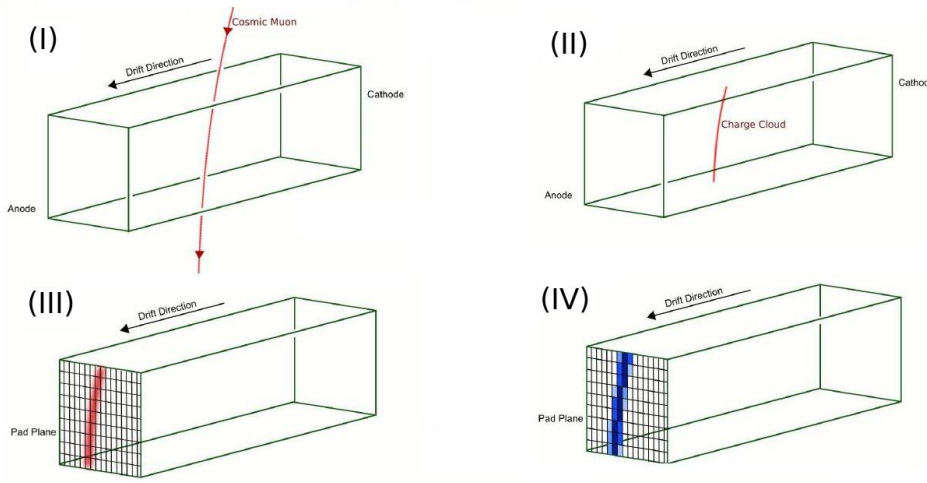 (I)
Cosmic Muon
Drift Direction
Cathode
Anode
(II)
Drift Direction
Cathod
Charge Cloud
Anode
(III)
Drift Direction
Pad Plane
(IV)
Drift Direction
Pad Plane